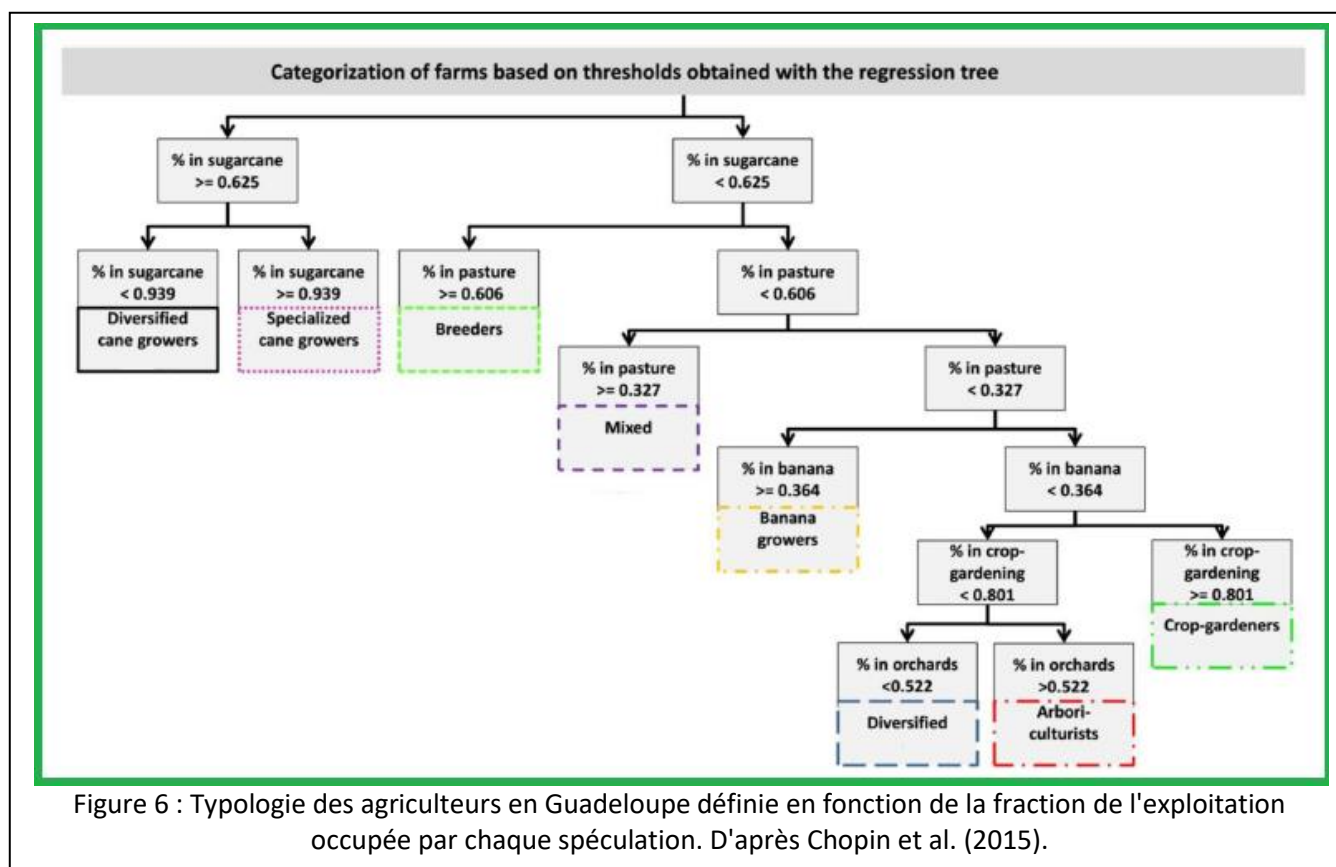 Categorization of farms based on thresholds obtained with the regression tree
% in sugarcane
>= 0.625
% in sugarcane
< 0.625
% in sugarcane
< 0.939
Diversified
cane growers
% in sugarcane
>= 0.939
Specialized
cane growers
% in pasture
>= 0.606
Breeders
% in pasture
< 0.606
% in pasture
>= 0.327
Mixed
% in pasture
< 0.327
% in banana
>= 0.364
Banana
growers
% in banana
< 0.364
% in crop-
gardening
< 0.801
% in crop-
gardening
>= 0.801
Crop-gardeners
% in orchards
<0.522
Diversified
% in orchards
>0.522
Arbori-
culturists
Figure 6 : Typologie des agriculteurs en Guadeloupe définie en fonction de la fraction de l'exploitation
occupée par chaque spéculation. D'après Chopin et al. (2015).